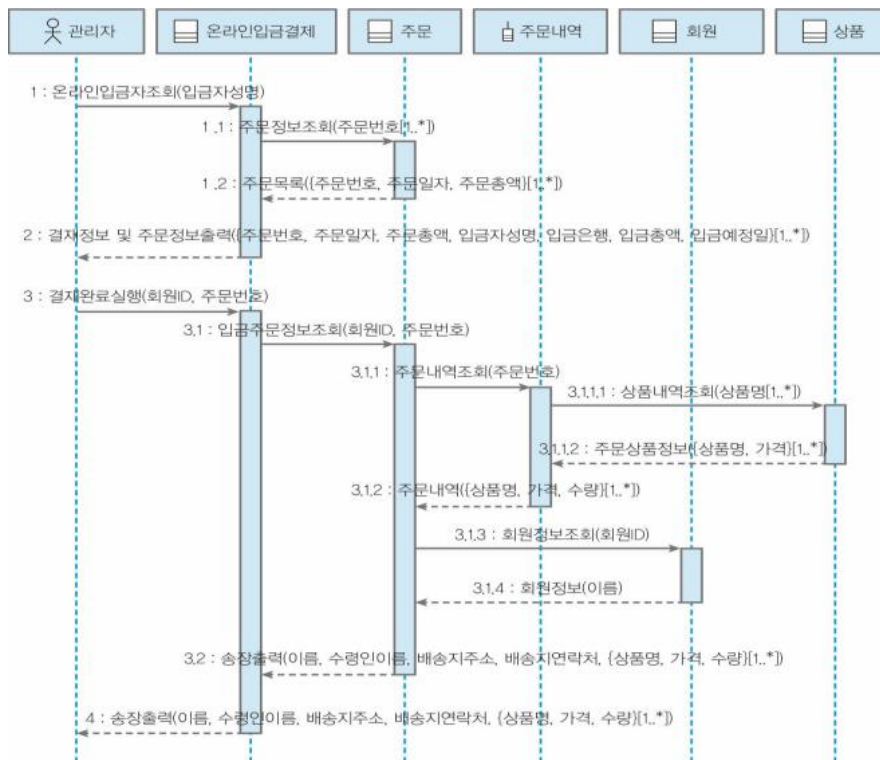 관리자
온라인입금결제
주문
주문내역
회원
상품
1 : 온라인입금자조회(입금자성명)
1.1 : 주문정보조회(주문번호[1..*])
1.2 : 주문목록({주문번호, 주문일자, 주문총액}[1..*])
2 : 결재정보 및 주문정보출력({주문번호, 주문일자, 주문총액, 입금자성명, 입금은행, 입금총액, 입금예정일}[1..*])
3 : 결재완료실행(회원ID, 주문번호)
3.1 : 입금주문정보조회(회원ID, 주문번호)
3.1.1 : 주문내역조회(주문번호)
3.1.1.1 : 상품내역조회(상품명[1..*])
3.1.1.2 : 주문상품정보({상품명, 가격}[1..*])
3.1.2 : 주문내역({상품명, 가격, 수량}[1..*])
3.1.3 : 회원정보조회(회원ID)
3.1.4 : 회원정보(이름)
3.2 : 송장출력(이름, 수령인이름, 배송지주소, 배송지연락처, {상품명, 가격, 수량}[1..*])
4 : 송장출력(이름, 수령인이름, 배송지주소, 배송지연락처, {상품명, 가격, 수량}[1..*])